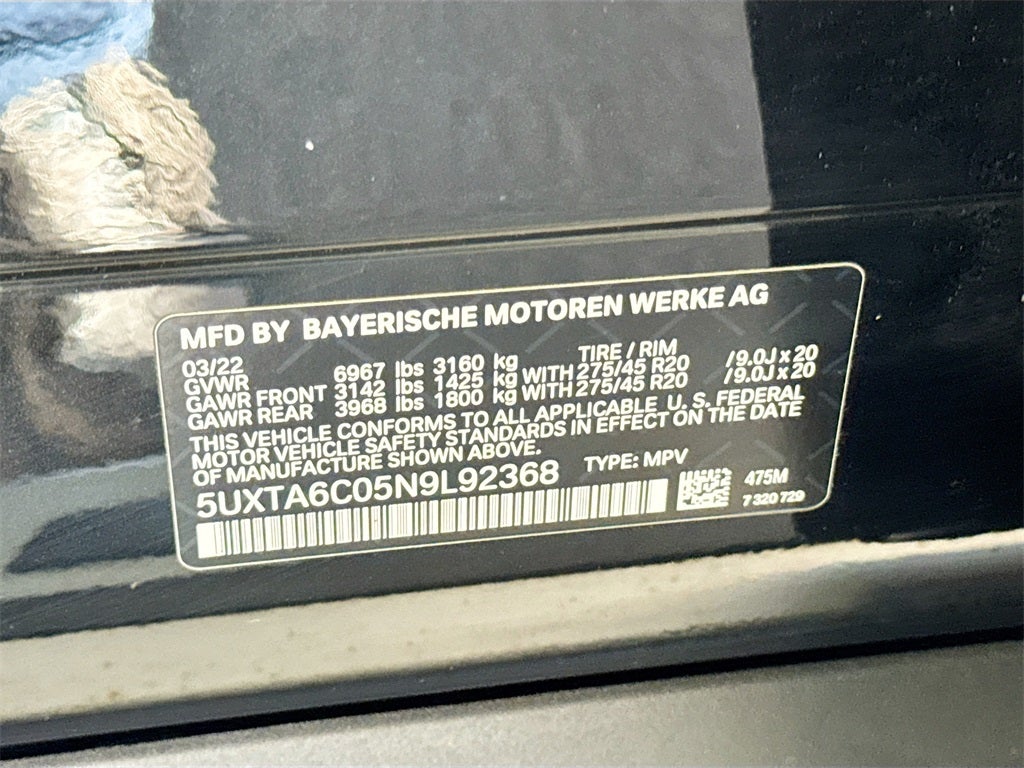 MFD BY BAYERISCHE MOTOREN WERKE AG
03/22 TIRE / RIM
GVWR 6967 lbs 3160 kg
GAWR FRONT 3142 lbs 1425 kg WITH 275/45 R20 /9.0J x 20
GAWR REAR 3968 lbs 1800 kg WITH 275/45 R20 /9.0J x 20
THIS VEHICLE CONFORMS TO ALL APPLICABLE U. S. FEDERAL
MOTOR VEHICLE SAFETY STANDARDS IN EFFECT ON THE DATE
OF MANUFACTURE SHOWN ABOVE.
5UXTA6C05N9L92368 TYPE: MPV
475M
7 320 729